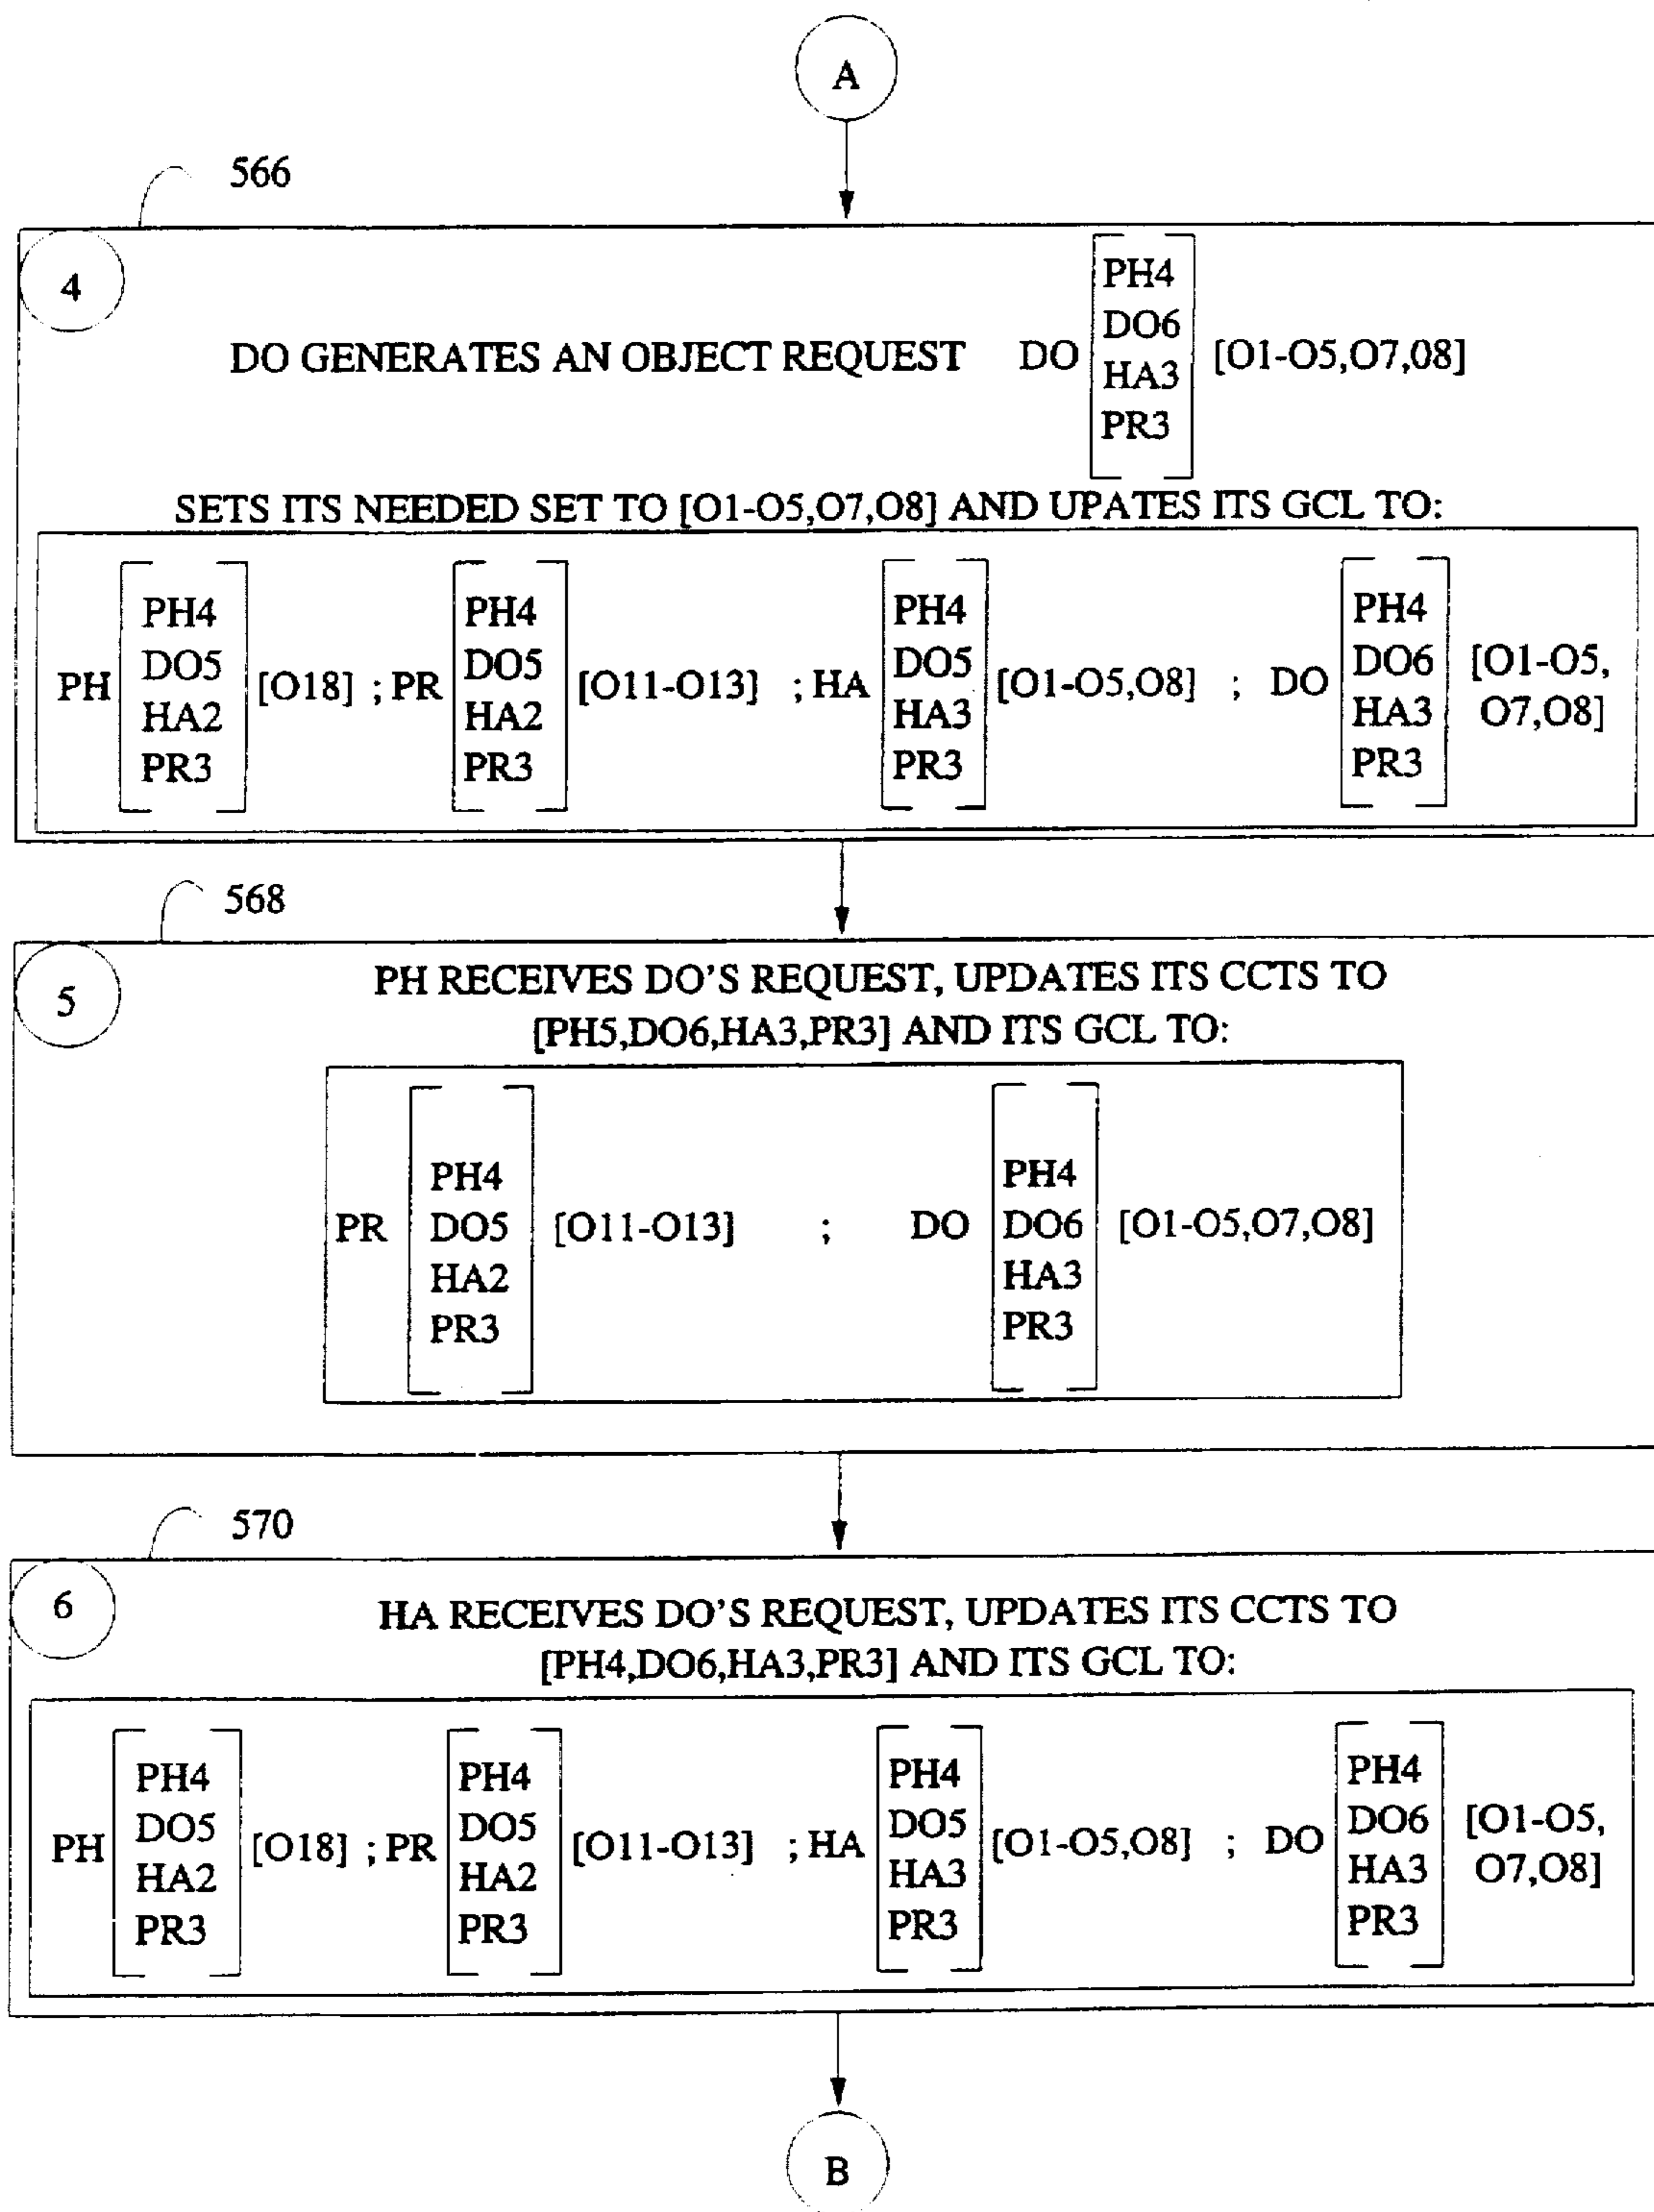 A
566
4
PH4
DO6
DO GENERATES AN OBJECT REQUEST DO [O1-O5,O7,08]
HA3
PR3
SETS ITS NEEDED SET TO [O1-O5,O7,O8] AND UPATES ITS GCL TO:
PH4 PH4 PH4 PH4
DO5 DO5 DO5 DO6 [O1-O5,
PH [O18] ; PR [O11-O13] ; HA [O1-O5,O8] ; DO
HA2 HA2 HA3 HA3 O7,O8]
PR3 PR3 PR3 PR3
568
5
PH RECEIVES DO'S REQUEST, UPDATES ITS CCTS TO
[PH5,DO6,HA3,PR3] AND ITS GCL TO:
PH4 PH4
PR DO5 [O11-O13] ; DO DO6 [O1-O5,O7,O8]
HA2 HA3
PR3 PR3
570
6
HA RECEIVES DO'S REQUEST, UPDATES ITS CCTS TO
[PH4,DO6,HA3,PR3] AND ITS GCL TO:
PH4 PH4 PH4 PH4
DO5 DO5 DO5 DO6 [O1-O5,
PH [O18] ; PR [O11-O13] ; HA [O1-O5,O8] ; DO
HA2 HA2 HA3 HA3 O7,O8]
PR3 PR3 PR3 PR3
B